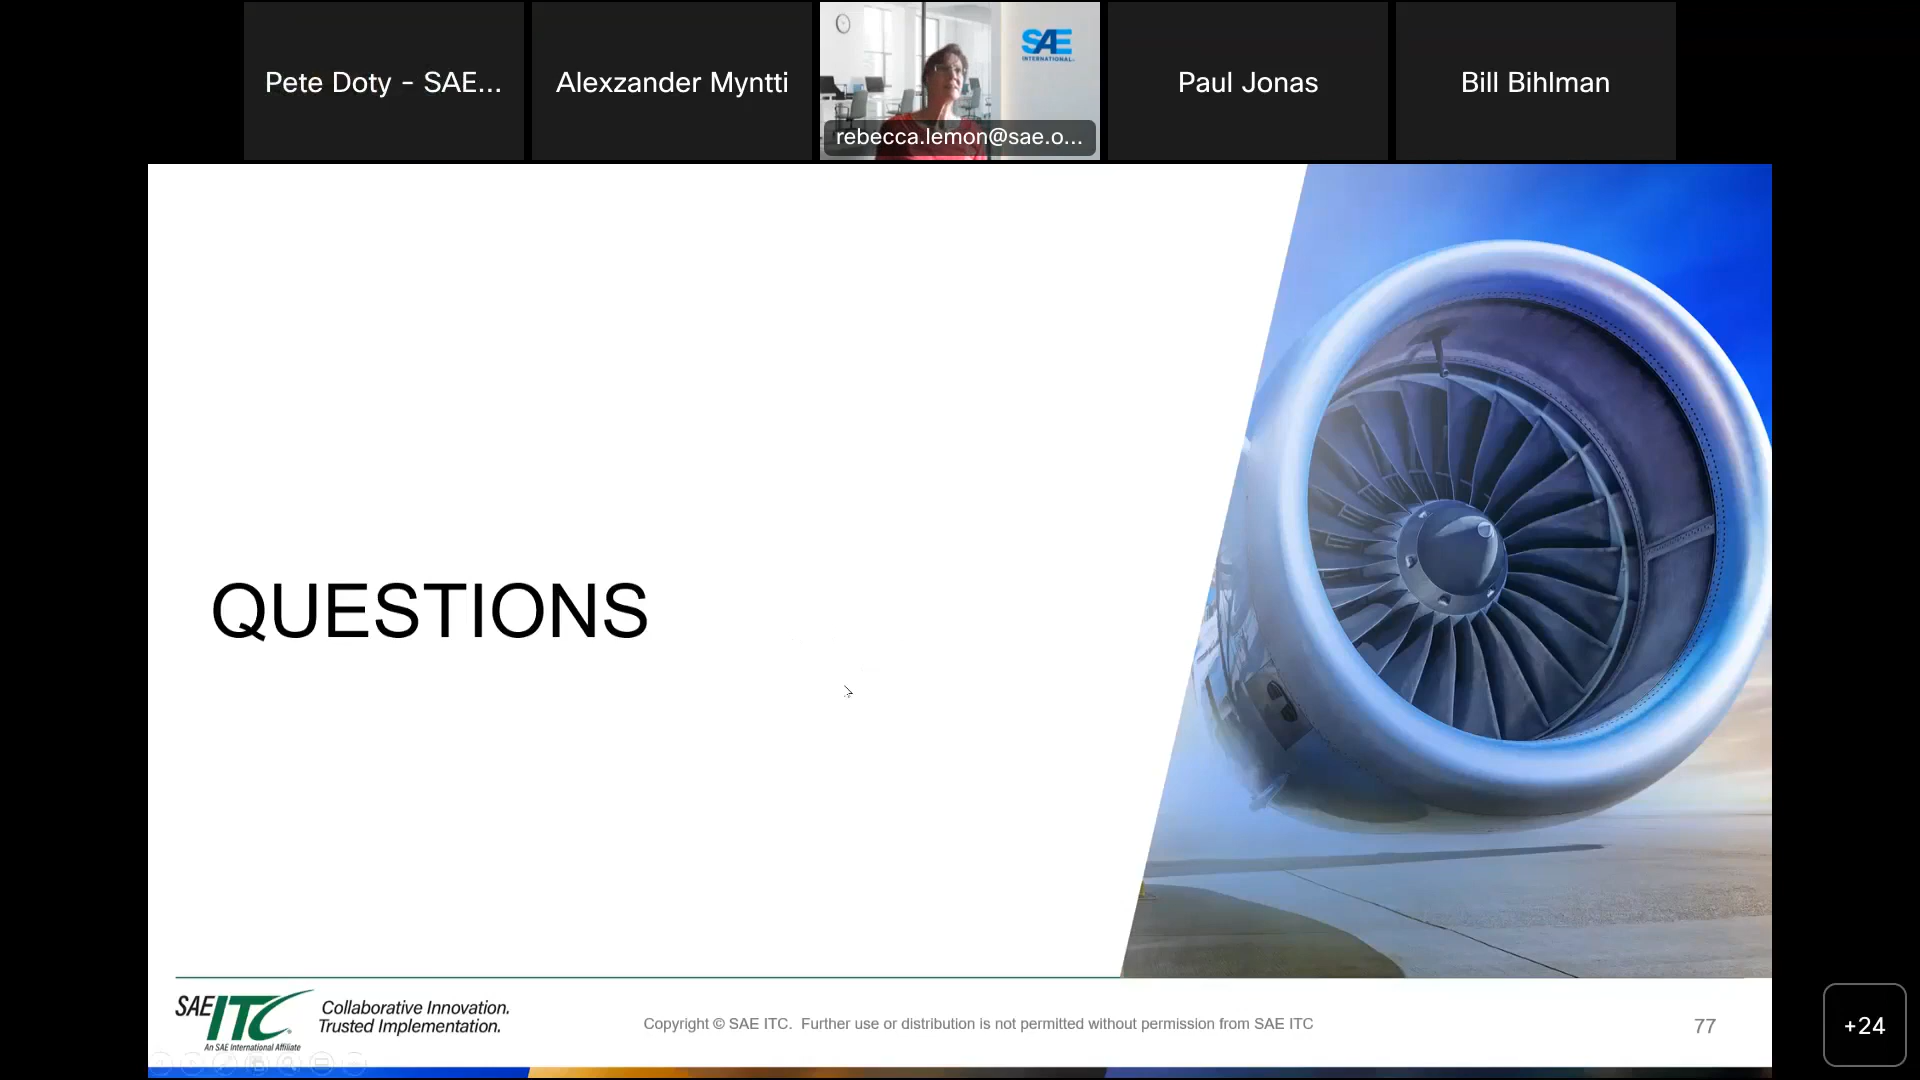 Pete Doty - SAE...
Alexzander Myntti
SAE
INTERNATIONAL
rebecca.lemon@sae.o...
Paul Jonas
Bill Bihlman
QUESTIONS
SAE ITC
An SAE International Affiliate
Collaborative Innovation.
Trusted Implementation.
Copyright © SAE ITC. Further use or distribution is not permitted without permission from SAE ITC
77
+24